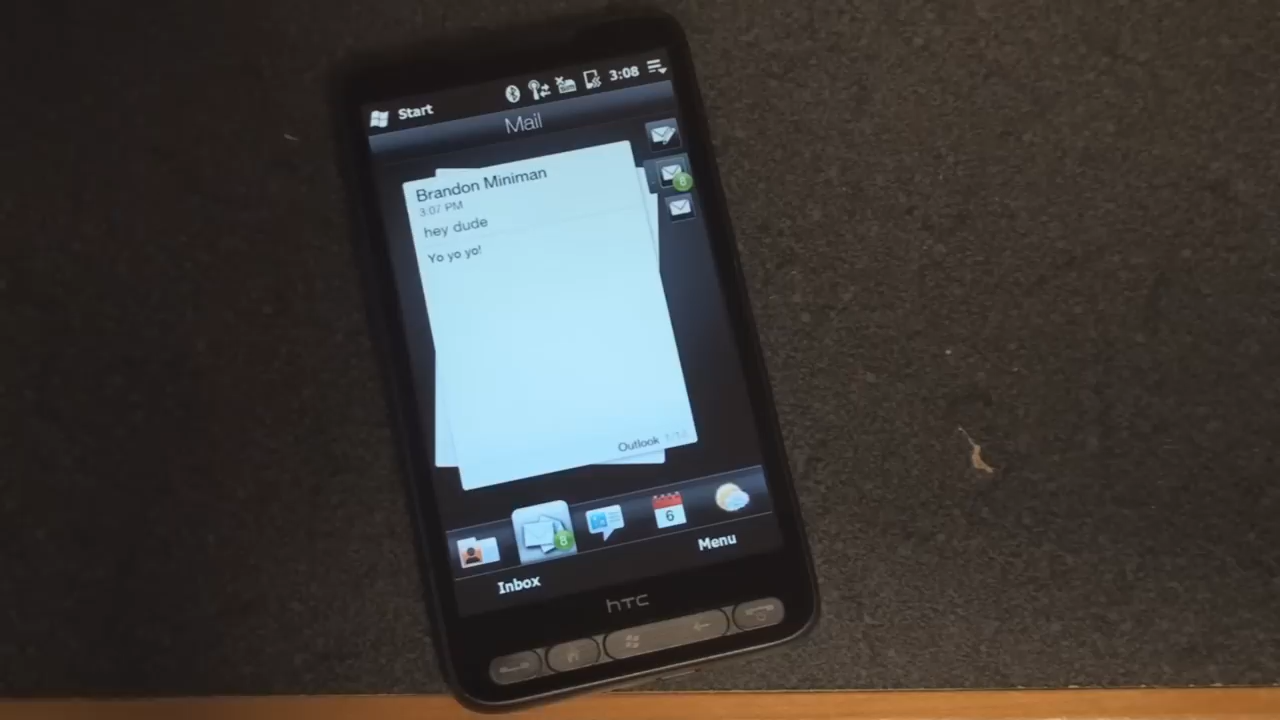 Start
3:08
Mail
Brandon Miniman
3:07 PM
hey dude
Yo yo yo!
Outlook
8
6
Inbox
Menu
hTC